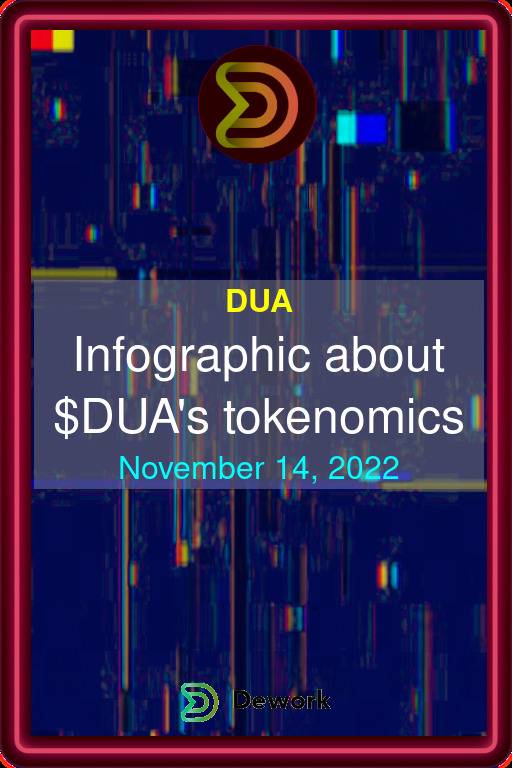 DUA
Infographic about
$DUA's tokenomics
November 14, 2022
Dework